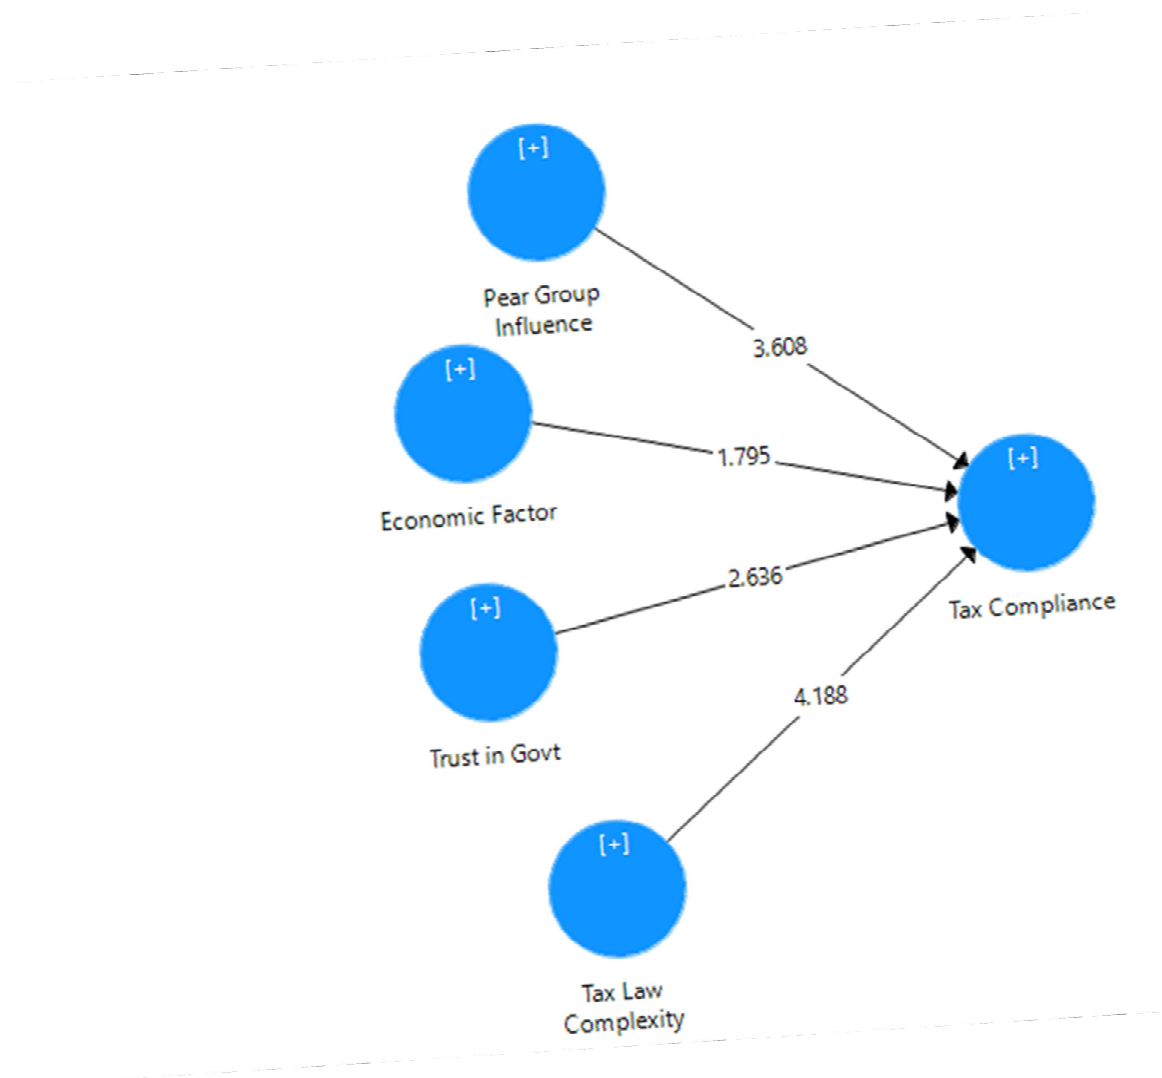 [+]
Pear Group
Influence
3.608
[+]
Economic Factor
1.795
[+]
Tax Compliance
[+]
Trust in Govt
2.636
4.188
[+]
Tax Law
Complexity